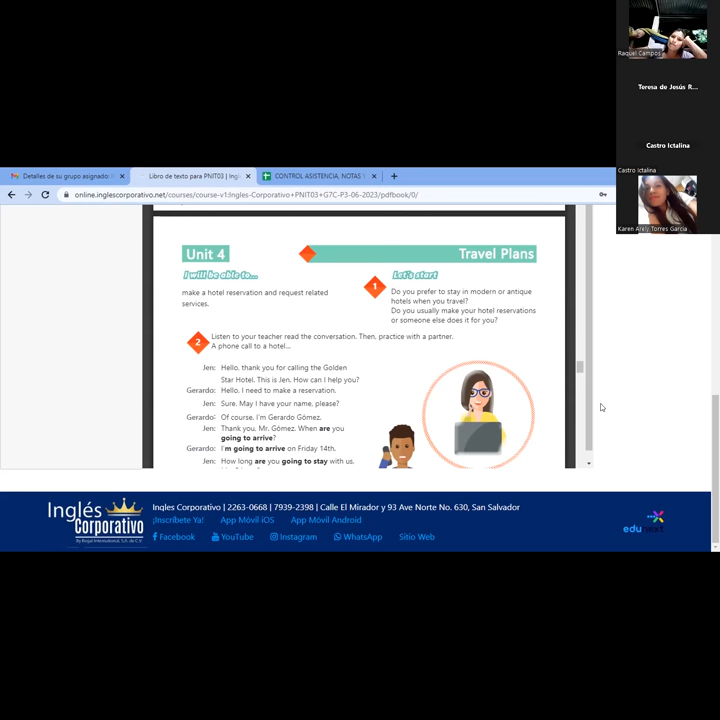 Raquel Campos
Teresa de Jesús R...
Castro Ictalina
Castro Ictalina
Karen Arely Torres Garcia
Detalles de su grupo asignado:
Libro de texto para PNIT03 | Ingl
CONTROL ASISTENCIA, NOTAS
online.inglescorporativo.net/courses/course-v1:Ingles-Corporativo+PNIT03+G7C-P3-06-2023/pdfbook/0/
Unit 4
Travel Plans
I will be able to...
Let's start
make a hotel reservation and request related
services.
1
Do you prefer to stay in modern or antique
hotels when you travel?
Do you usually make your hotel reservations
or someone else does it for you?
2
Listen to your teacher read the conversation. Then, practice with a partner.
A phone call to a hotel...
Jen: Hello, thank you for calling the Golden
Star Hotel. This is Jen. How can I help you?
Gerardo: Hello. I need to make a reservation.
Jen: Sure. May I have your name, please?
Gerardo: Of course. I'm Gerardo Gómez.
Jen: Thank you, Mr. Gómez. When are you
going to arrive?
Gerardo: I'm going to arrive on Friday 14th.
Jen: How long are you going to stay with us,
Inglés
Corporativo
By Regal International, S.A. de C.V.
Ingles Corporativo | 2263-0668 | 7939-2398 | Calle El Mirador y 93 Ave Norte No. 630, San Salvador
¡Inscríbete Ya! App Móvil iOS App Móvil Android
Facebook YouTube Instagram WhatsApp Sitio Web
edunext